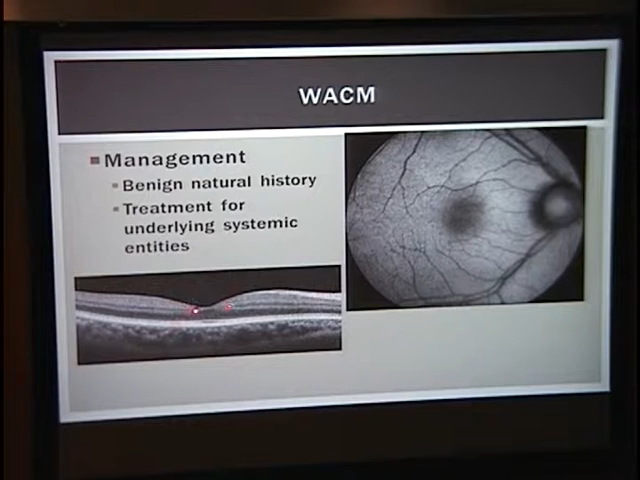 WACM
Management
Benign natural history
Treatment for
underlying systemic
entities